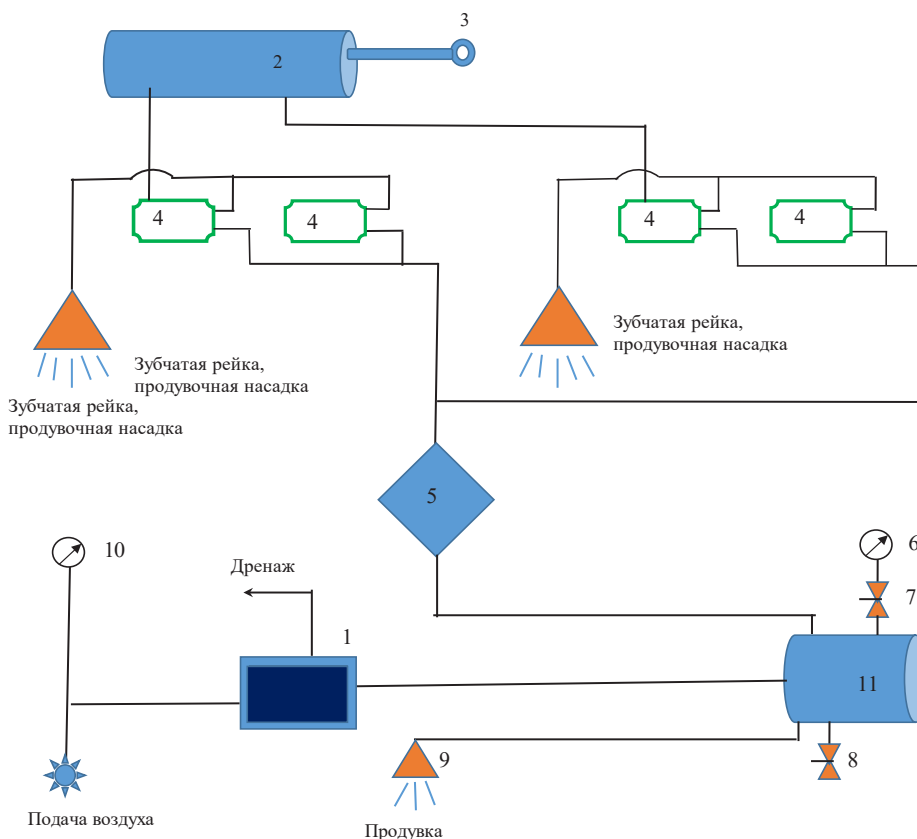 3
2
4
4
4
4
Зубчатая рейка,
продувочная насадка
Зубчатая рейка,
продувочная насадка
Зубчатая рейка,
продувочная насадка
5
10
6
Дренаж
7
1
11
9
8
Подача воздуха
Продувка